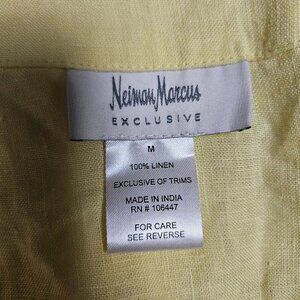 Neiman Marcus
EXCLUSIVE
M
100% LINEN
EXCLUSIVE OF TRIMS
MADE IN INDIA
RN # 106447
FOR CARE
SEE REVERSE